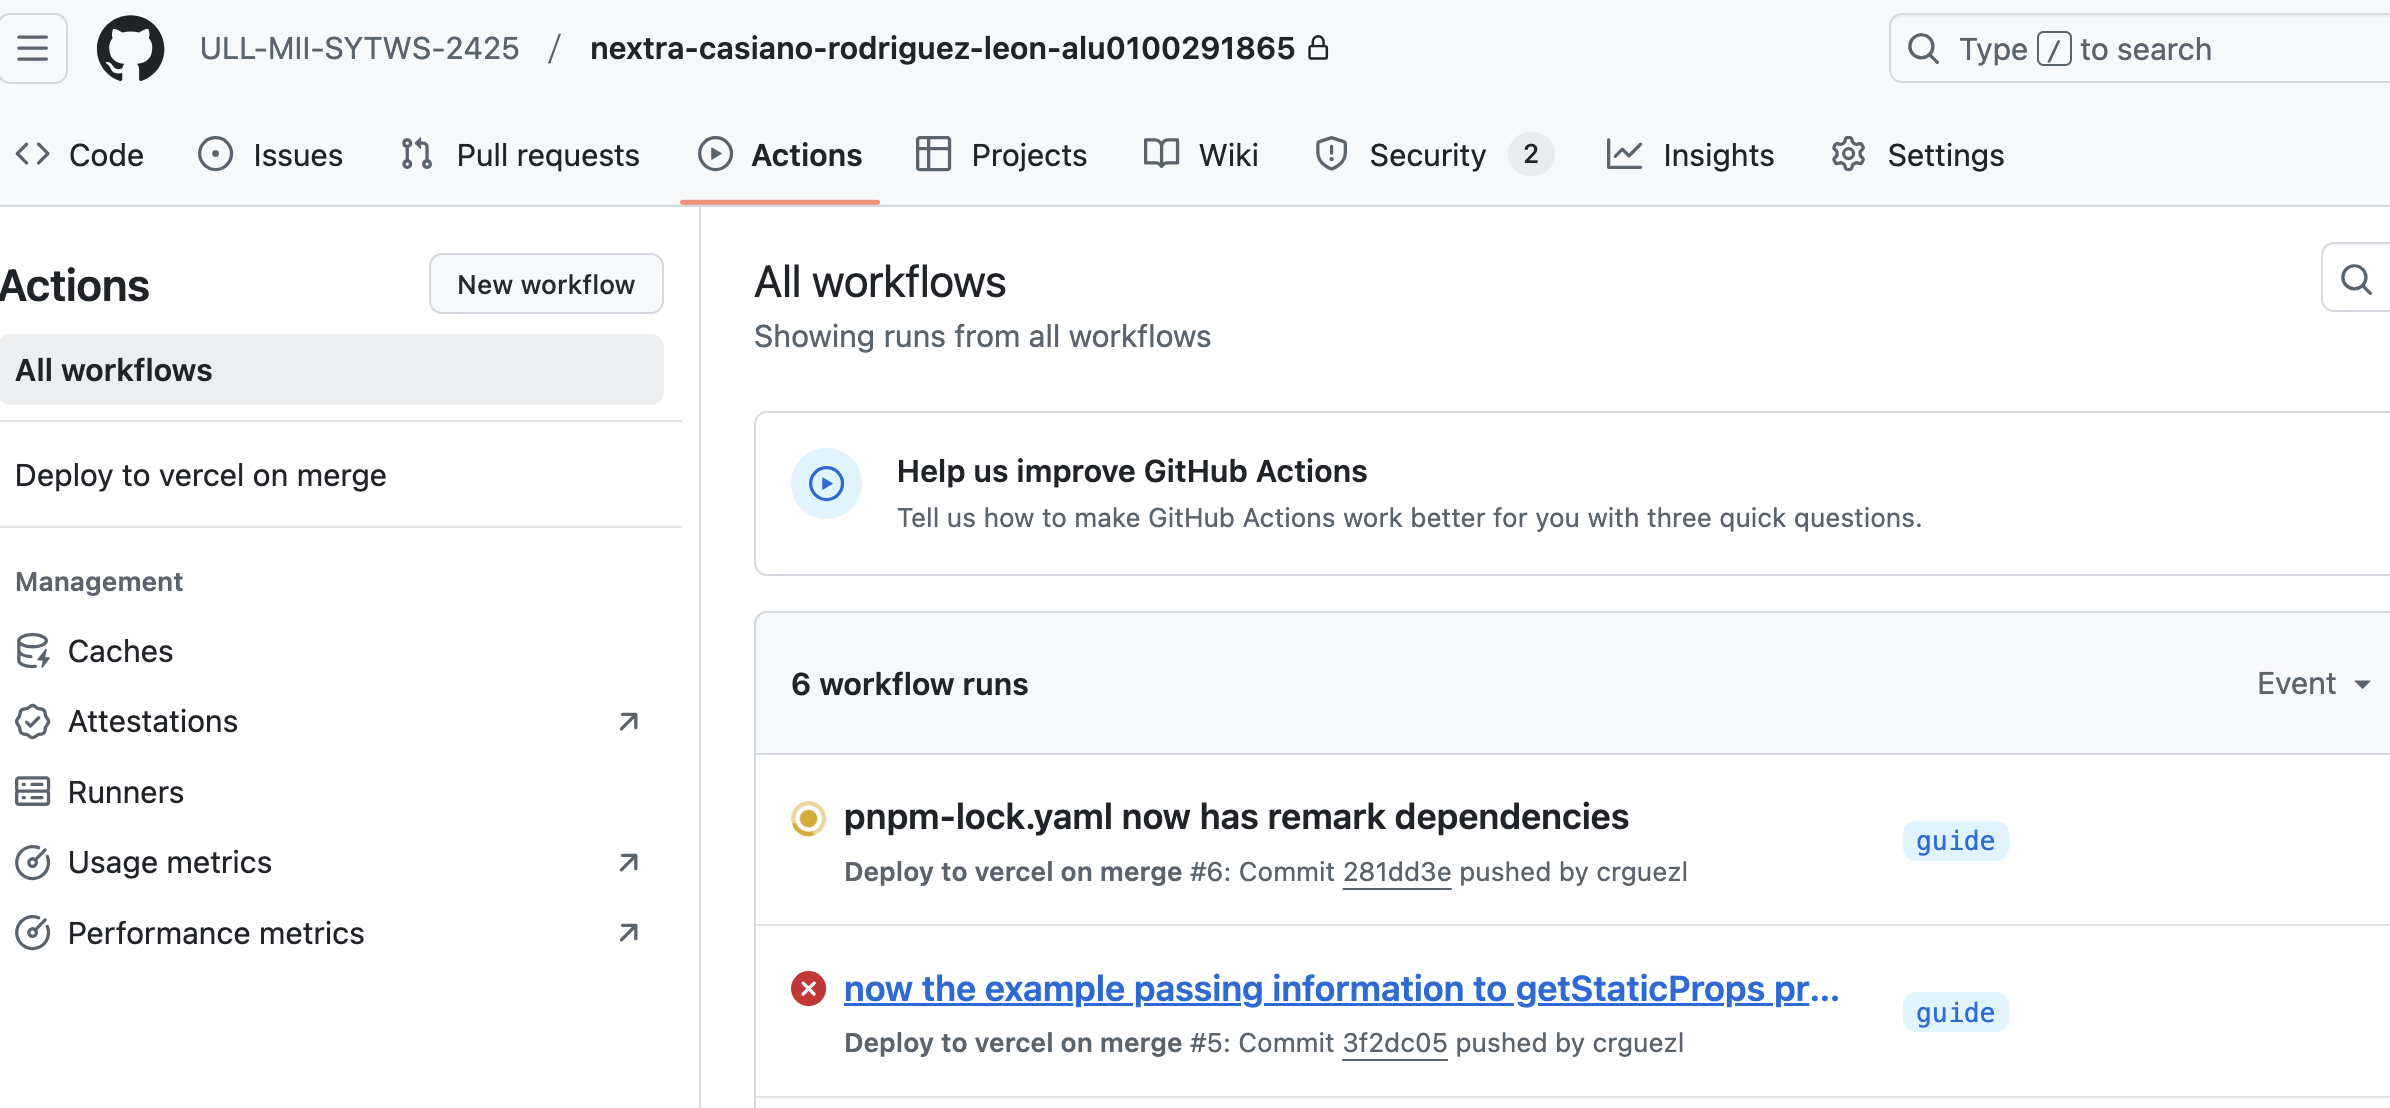 ULL-MII-SYTWS-2425 / nextra-casiano-rodriguez-leon-alu0100291865
Type / to search
Code Issues Pull requests Actions Projects Wiki Security 2 Insights Settings
Actions
New workflow
All workflows
Deploy to vercel on merge
Management
Caches
Attestations
Runners
Usage metrics
Performance metrics
All workflows
Showing runs from all workflows
Help us improve GitHub Actions
Tell us how to make GitHub Actions work better for you with three quick questions.
6 workflow runs
Event
pnpm-lock.yaml now has remark dependencies
guide
Deploy to vercel on merge #6: Commit 281dd3e pushed by crguezl
now the example passing information to getStaticProps pr...
guide
Deploy to vercel on merge #5: Commit 3f2dc05 pushed by crguezl